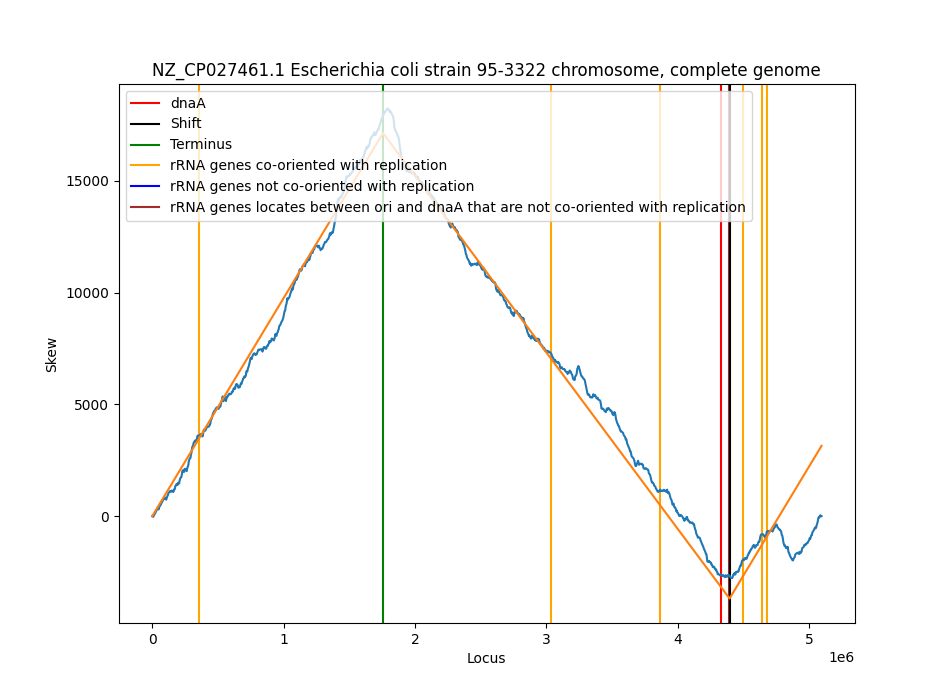 NZ_CP027461.1 Escherichia coli strain 95-3322 chromosome, complete genome
dnaA
Shift
Terminus
rRNA genes co-oriented with replication
rRNA genes not co-oriented with replication
rRNA genes locates between ori and dnaA that are not co-oriented with replication
15000
10000
5000
0
Skew
0 1 2 3 4 5
1e6
Locus